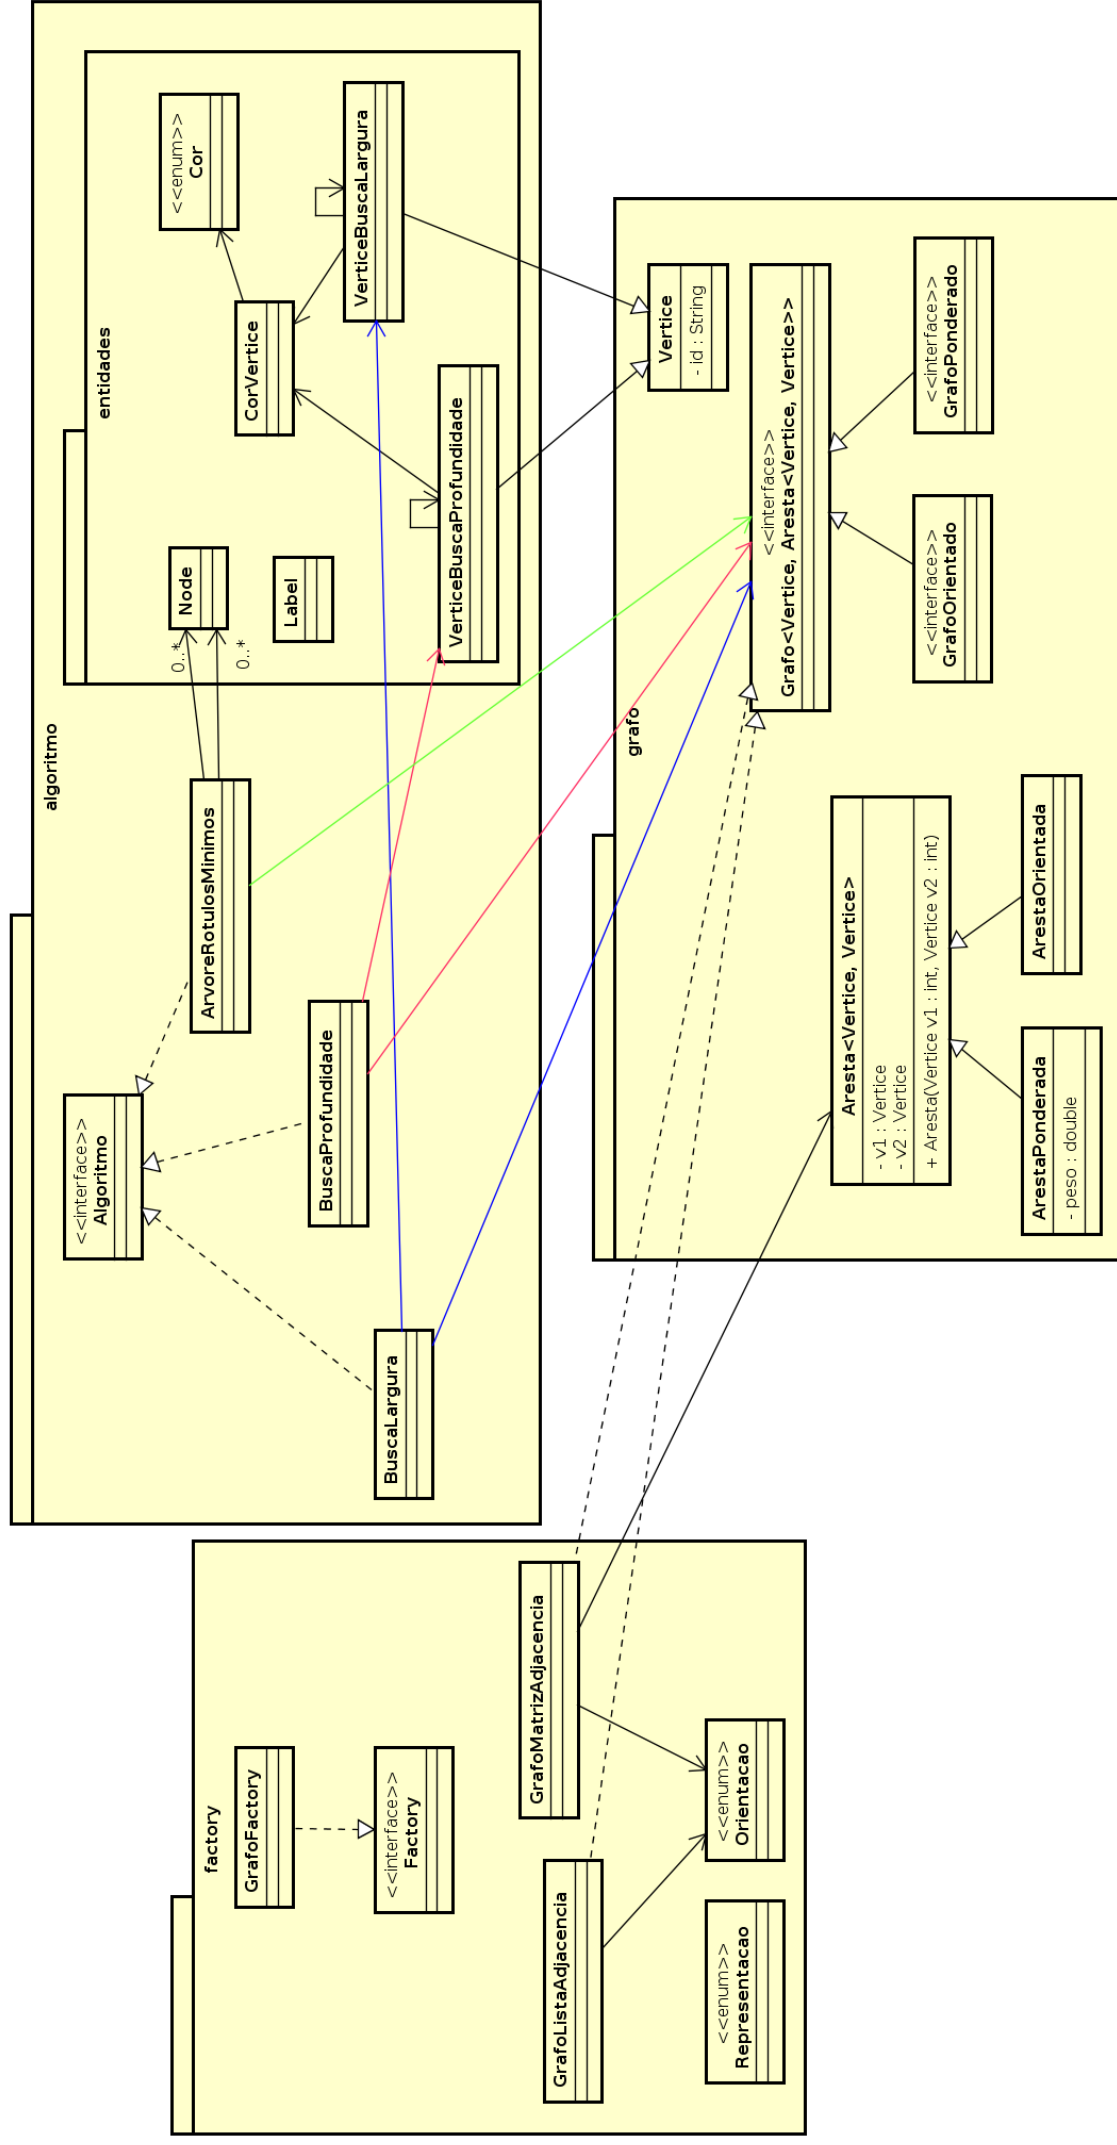 factory
GrafoFactory
<<interface>>
Factory
GrafoListaAdjacencia
GrafoMatrizAdjacencia
<<enum>>
Representacao
<<enum>>
Orientacao
algoritmo
<<interface>>
Algoritmo
BuscaLargura
BuscaProfundidade
ArvoreRotulosMinimos
0..*
0..*
entidades
Node
Label
CorVertice
<<enum>>
Cor
VerticeBuscaLargura
VerticeBuscaProfundidade
grafo
Vertice
- id : String
<<interface>>
Grafo<Vertice, Aresta<Vertice, Vertice>>
<<interface>>
GrafoOrientado
<<interface>>
GrafoPonderado
Aresta<Vertice, Vertice>
- v1 : Vertice
- v2 : Vertice
+ Aresta(Vertice v1 : int, Vertice v2 : int)
ArestaPonderada
- peso : double
ArestaOrientada